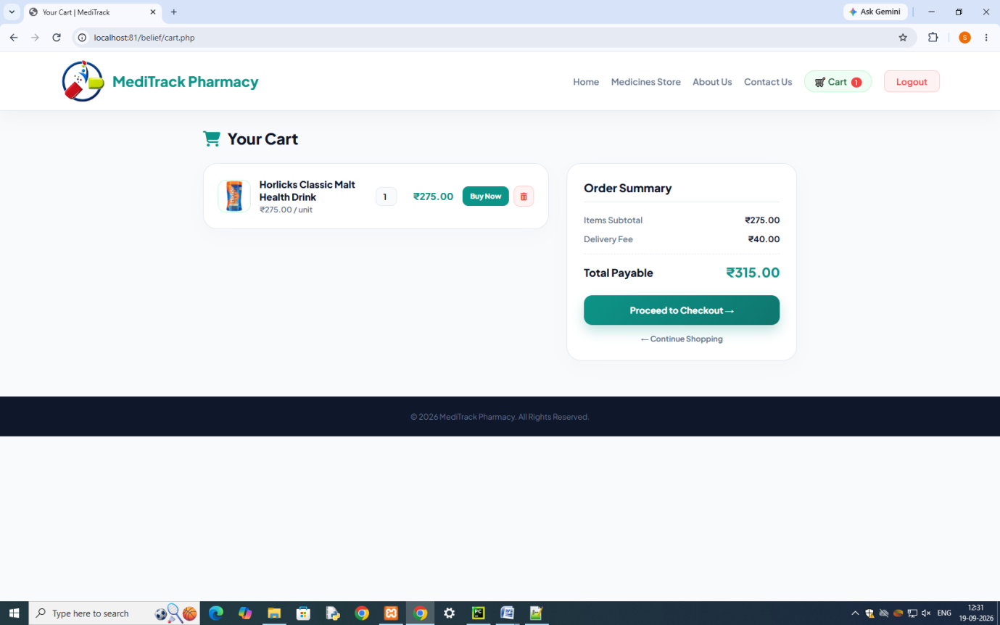 Your Cart | MediTrack
Ask Gemini
localhost:81/belief/cart.php
S
MediTrack Pharmacy
Home
Medicines Store
About Us
Contact Us
Cart 1
Logout
Your Cart
Horlicks Classic Malt
Health Drink
₹275.00 / unit
1
₹275.00
Buy Now
Order Summary
Items Subtotal ₹275.00
Delivery Fee ₹40.00
Total Payable ₹315.00
Proceed to Checkout →
← Continue Shopping
© 2026 MediTrack Pharmacy. All Rights Reserved.
Type here to search
PC
ENG
12:31
19-09-2026